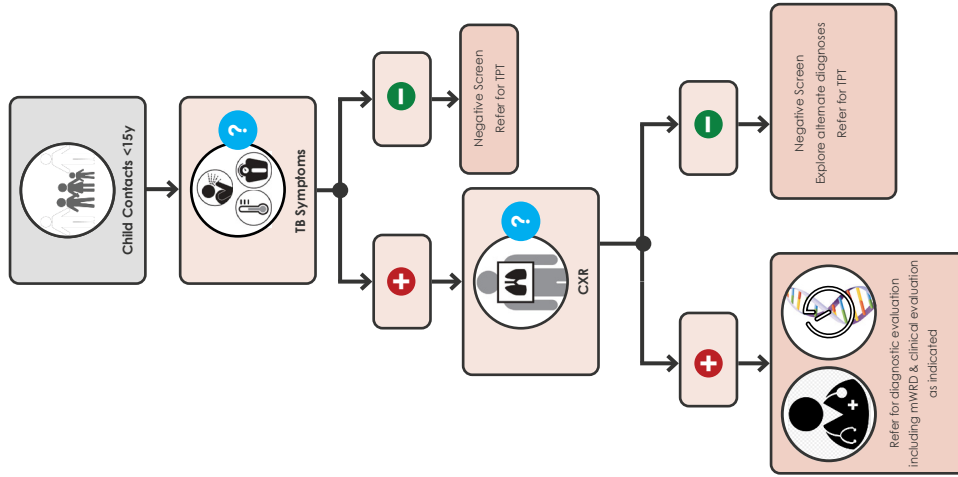 Child Contacts <15y
?
TB Symptoms
Negative Screen
Refer for TPT
?
CXR
Refer for diagnostic evaluation
including mWRD & clinical evaluation
as indicated
Negative Screen
Explore alternate diagnoses
Refer for TPT